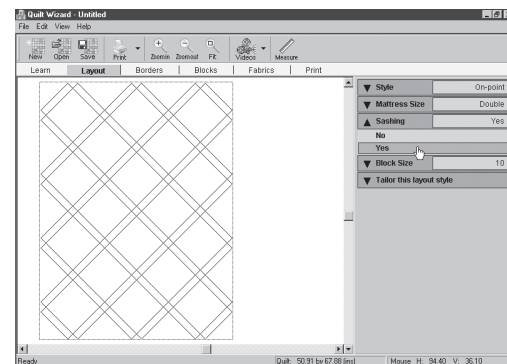 Quilt Wizard - Untitled
File Edit View Help
New Open Save Print Zoomin Zoomout Fit Videos Measure
Learn Layout Borders Blocks Fabrics Print
Style On-point
Mattress Size Double
Sashing Yes
No
Yes
Block Size 10
Tailor this layout style
Ready Quilt: 50.91 by 67.88 (ins) Mouse H: 94.40 V: 36.10